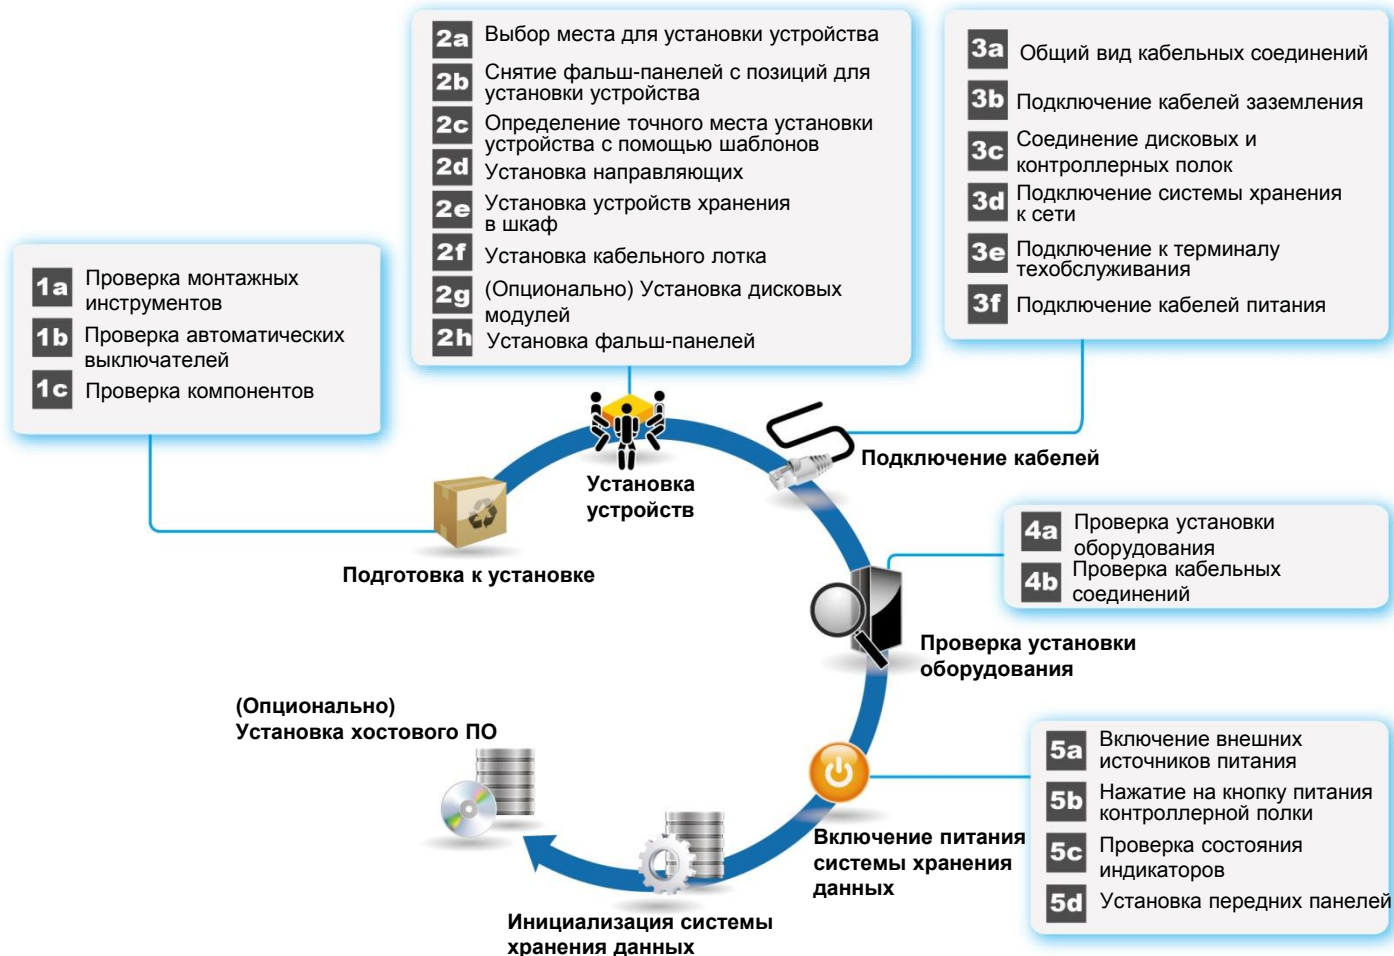 1a Проверка монтажных
инструментов
1b Проверка автоматических
выключателей
1c Проверка компонентов
Подготовка к установке
2a Выбор места для установки устройства
2b Снятие фальш-панелей с позиций для
установки устройства
2c Определение точного места установки
устройства с помощью шаблонов
2d Установка направляющих
2e Установка устройств хранения
в шкаф
2f Установка кабельного лотка
2g (Опционально) Установка дисковых
модулей
2h Установка фальш-панелей
Установка
устройств
3a Общий вид кабельных соединений
3b Подключение кабелей заземления
3c Соединение дисковых и
контроллерных полок
3d Подключение системы хранения
к сети
3e Подключение к терминалу
техобслуживания
3f Подключение кабелей питания
Подключение кабелей
4a Проверка установки
оборудования
4b Проверка кабельных
соединений
Проверка установки
оборудования
5a Включение внешних
источников питания
5b Нажатие на кнопку питания
контроллерной полки
5c Проверка состояния
индикаторов
5d Установка передних панелей
Включение питания
системы хранения
данных
Инициализация системы
хранения данных
(Опционально)
Установка хостового ПО